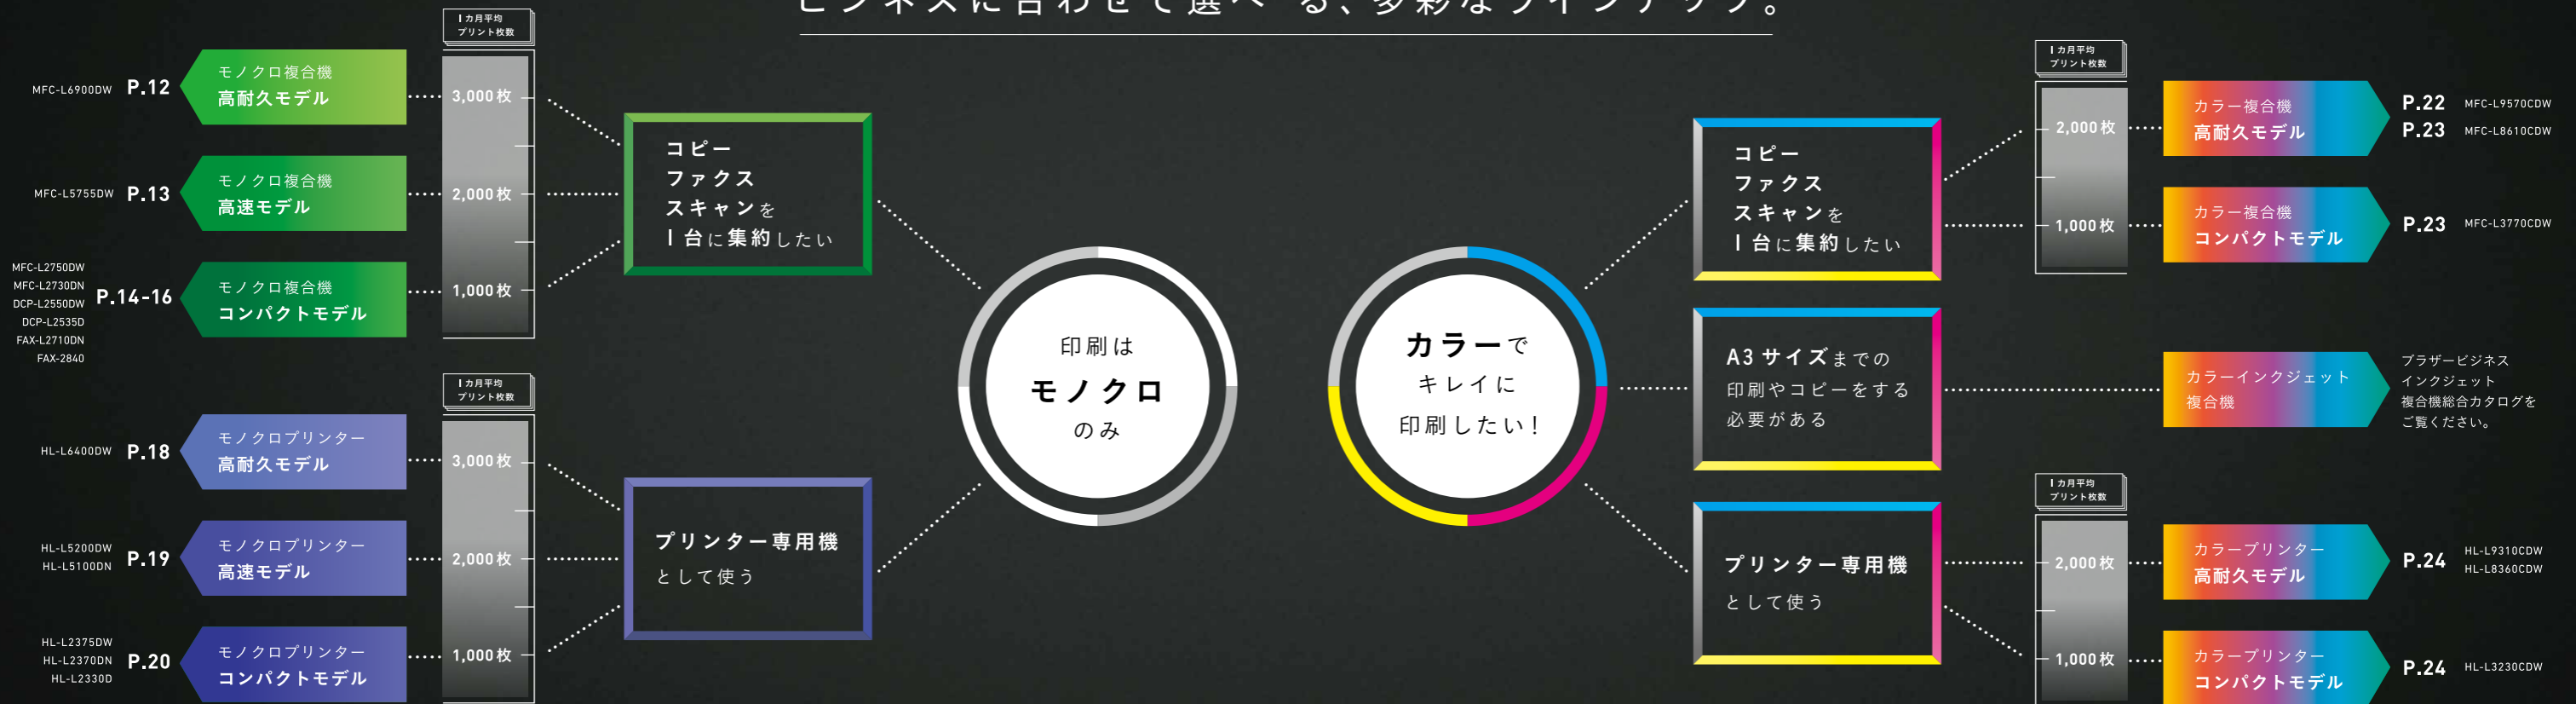 ビジネスに合わせて選べる、多彩なラインアップ。
1カ月平均
プリント枚数
3,000枚
2,000枚
1,000枚
MFC-L6900DW
P.12
モノクロ複合機
高耐久モデル
MFC-L5755DW
P.13
モノクロ複合機
高速モデル
MFC-L2750DW
MFC-L2730DN
DCP-L2550DW
DCP-L2535D
FAX-L2710DN
FAX-2840
P.14-16
モノクロ複合機
コンパクトモデル
コピー
ファクス
スキャンを
1台に集約したい
1カ月平均
プリント枚数
3,000枚
2,000枚
1,000枚
HL-L6400DW
P.18
モノクロプリンター
高耐久モデル
HL-L5200DW
HL-L5100DN
P.19
モノクロプリンター
高速モデル
HL-L2375DW
HL-L2370DN
HL-L2330D
P.20
モノクロプリンター
コンパクトモデル
プリンター専用機
として使う
印刷は
モノクロ
のみ
カラーで
キレイに
印刷したい!
コピー
ファクス
スキャンを
1台に集約したい
1カ月平均
プリント枚数
2,000枚
1,000枚
カラー複合機
高耐久モデル
P.22 MFC-L9570CDW
P.23 MFC-L8610CDW
カラー複合機
コンパクトモデル
P.23 MFC-L3770CDW
A3サイズまでの
印刷やコピーをする
必要がある
カラーインクジェット
複合機
ブラザービジネス
インクジェット
複合機総合カタログを
ご覧ください。
プリンター専用機
として使う
1カ月平均
プリント枚数
2,000枚
1,000枚
カラープリンター
高耐久モデル
P.24
HL-L9310CDW
HL-L8360CDW
カラープリンター
コンパクトモデル
P.24
HL-L3230CDW